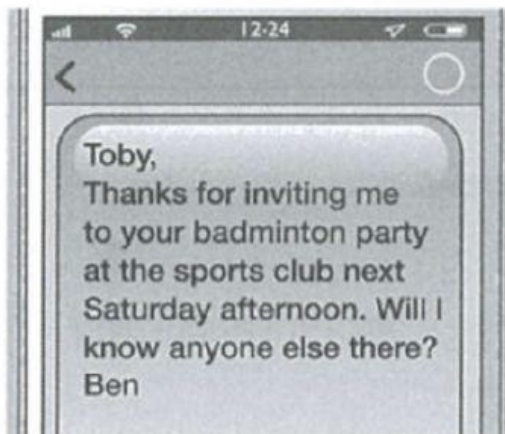 12:24
Toby,
Thanks for inviting me
to your badminton party
at the sports club next
Saturday afternoon. Will I
know anyone else there?
Ben